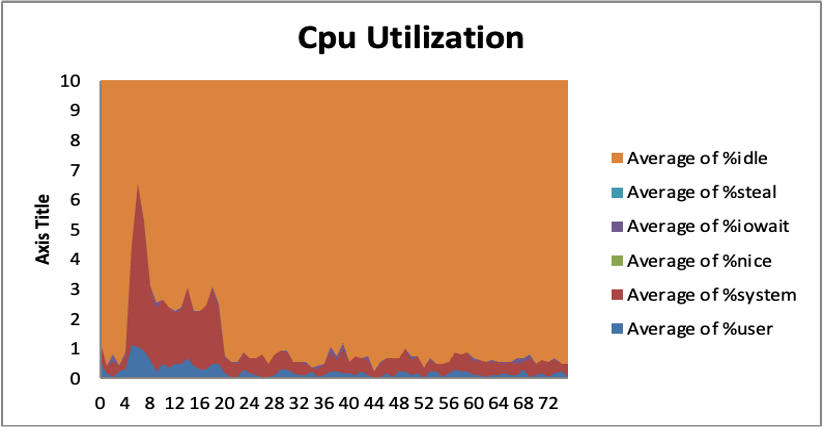 Cpu Utilization
10
9
8
7
6
5
4
3
2
1
0
Axis Title
0 4 8 12 16 20 24 28 32 36 40 44 48 52 56 60 64 68 72
Average of %idle
Average of %steal
Average of %iowait
Average of %nice
Average of %system
Average of %user